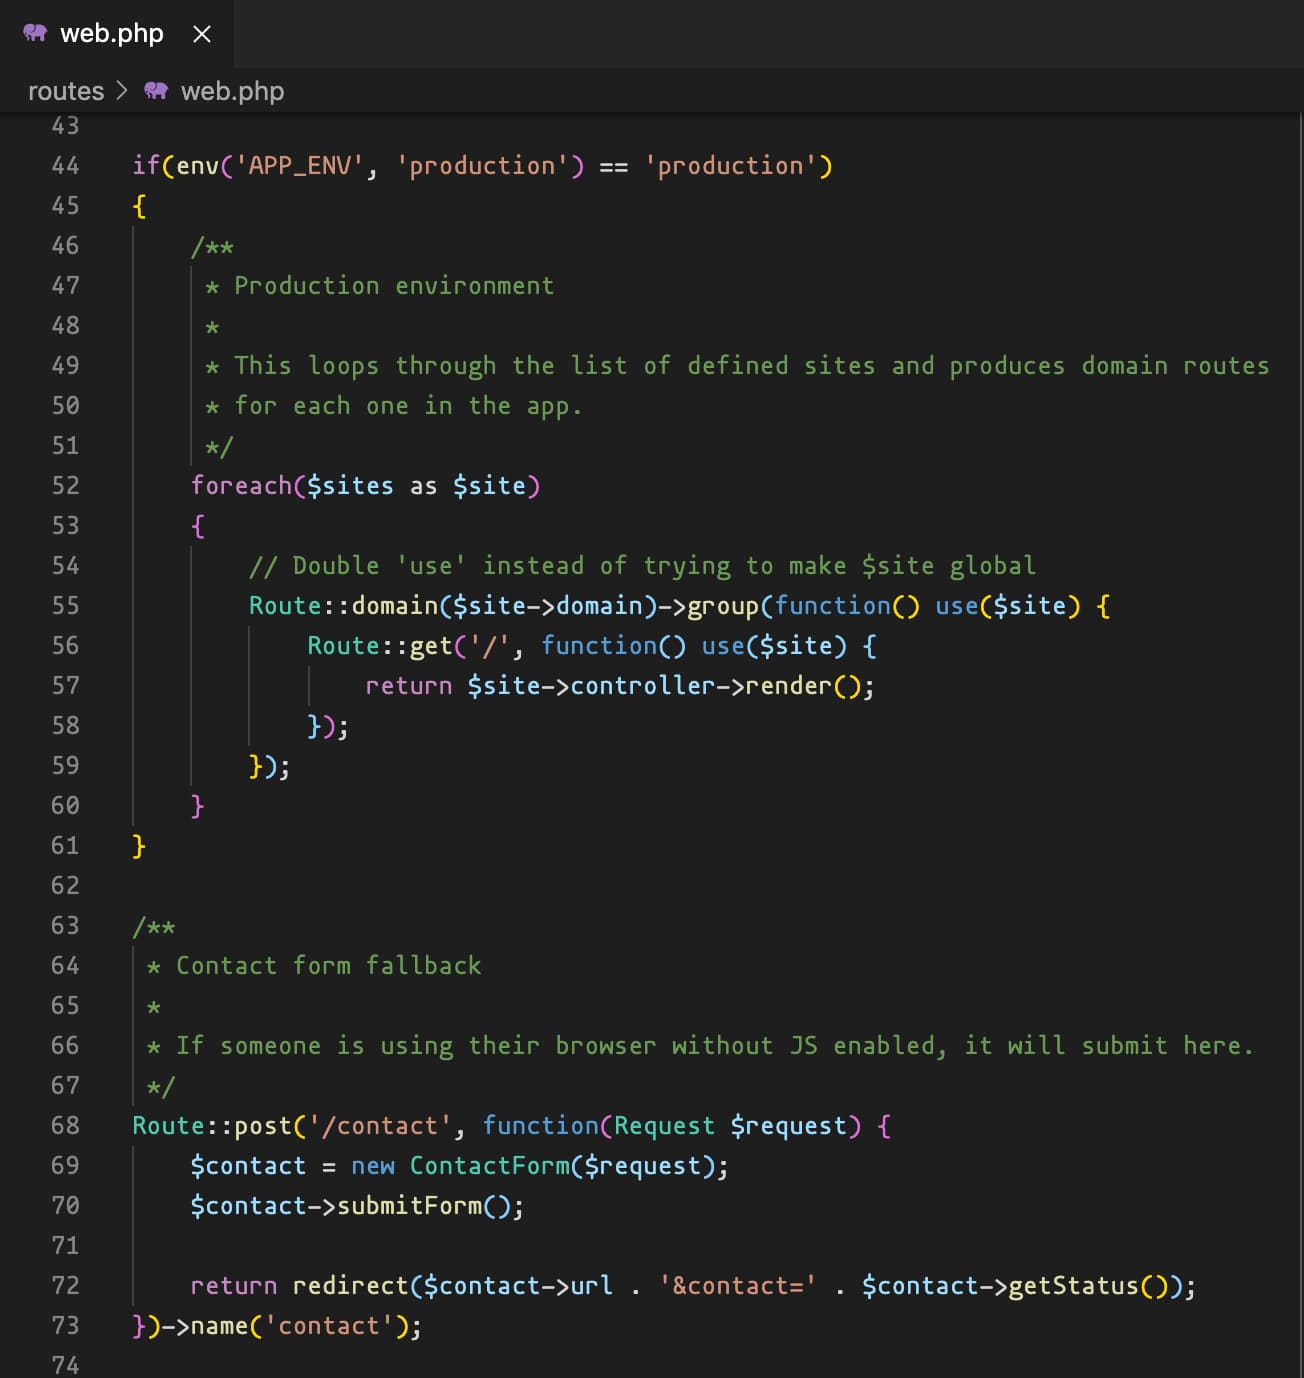 web.php
routes > web.php
43
44 if(env('APP_ENV', 'production') == 'production')
45 {
46     /**
47      * Production environment
48      *
49      * This loops through the list of defined sites and produces domain routes
50      * for each one in the app.
51      */
52     foreach($sites as $site)
53     {
54         // Double 'use' instead of trying to make $site global
55         Route::domain($site->domain)->group(function() use($site) {
56             Route::get('/', function() use($site) {
57                 return $site->controller->render();
58             });
59         });
60     }
61 }
62
63 /**
64  * Contact form fallback
65  *
66  * If someone is using their browser without JS enabled, it will submit here.
67  */
68 Route::post('/contact', function(Request $request) {
69     $contact = new ContactForm($request);
70     $contact->submitForm();
71
72     return redirect($contact->url . '&contact=' . $contact->getStatus());
73 })->name('contact');
74